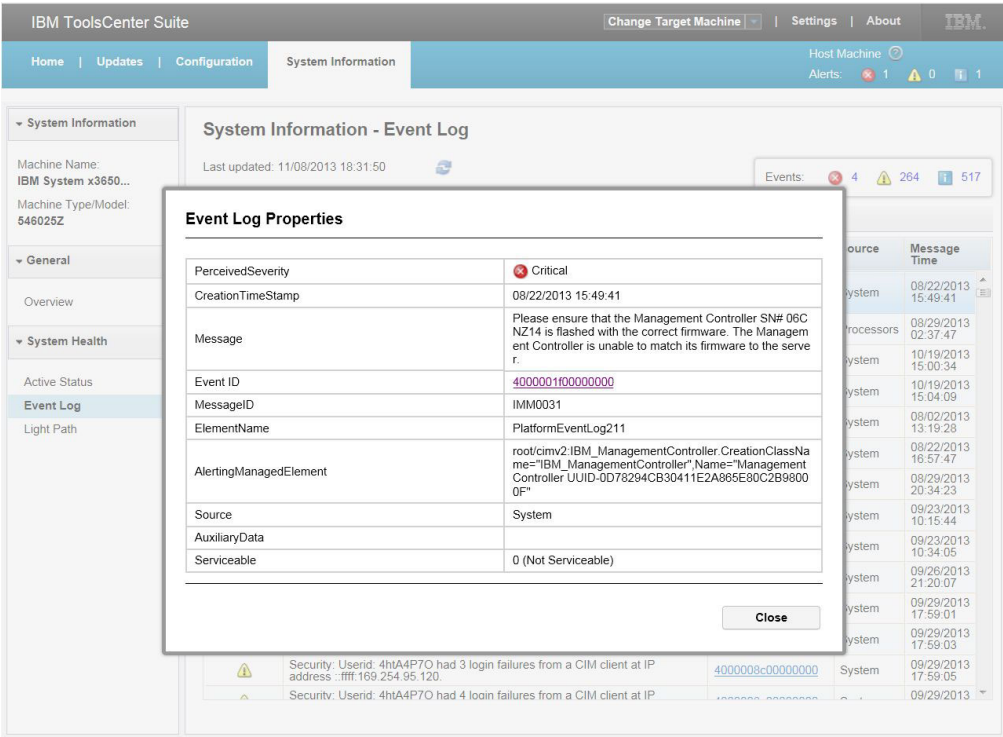 IBM ToolsCenter Suite
Change Target Machine | Settings | About IBM.
Home | Updates | Configuration System Information
Host Machine ?
Alerts: 1 0 1
System Information
Machine Name:
IBM System x3650...
Machine Type/Model:
546025Z
General
Overview
System Health
Active Status
Event Log
Light Path
System Information - Event Log
Last updated: 11/08/2013 18:31:50
Events: 4 264 517
Event Log Properties
PerceivedSeverity Critical
CreationTimeStamp 08/22/2013 15:49:41
Message
Please ensure that the Management Controller SN# 06C
NZ14 is flashed with the correct firmware. The Managem
ent Controller is unable to match its firmware to the serve
r.
Event ID 4000001f00000000
MessageID IMM0031
ElementName PlatformEventLog211
AlertingManagedElement
root/cimv2:IBM_ManagementController.CreationClassNa
me="IBM_ManagementController",Name="Management
Controller UUID-0D78294CB30411E2A865E80C2B9800
0F"
Source System
AuxiliaryData
Serviceable 0 (Not Serviceable)
Close
ource Message
Time
ystem 08/22/2013
15:49:41
rocessors 08/29/2013
02:37:47
ystem 10/19/2013
15:00:34
ystem 10/19/2013
15:04:09
ystem 08/02/2013
13:19:28
ystem 08/22/2013
16:57:47
ystem 08/29/2013
20:34:23
ystem 09/23/2013
10:15:44
ystem 09/23/2013
10:34:05
ystem 09/26/2013
21:20:07
ystem 09/29/2013
17:59:01
ystem 09/29/2013
17:59:03
Security: Userid: 4htA4P7O had 3 login failures from a CIM client at IP
address ::ffff:169.254.95.120.
4000008c00000000 System 09/29/2013
17:59:05
Security: Userid: 4htA4P7O had 4 login failures from a CIM client at IP
09/29/2013